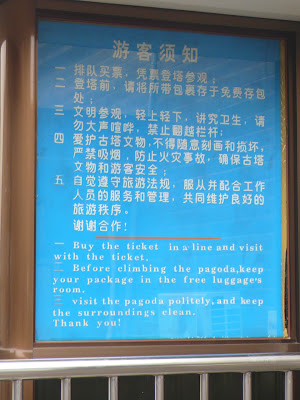 游客须知
一 排队买票，凭票登塔参观；
二 登塔前，请将所带包裹存于免费存包
处；
三 文明参观，轻上轻下，讲究卫生，请
勿大声喧哗，禁止翻越栏杆；
四 爱护古塔文物，不得随意刻画和损坏，
严禁吸烟，防止火灾事故，确保古塔
文物和游客安全；
五 自觉遵守旅游法规，服从并配合工作
人员的服务和管理，共同维护良好的
旅游秩序。
谢谢合作！
一 Buy the ticket in a line and visit
with the ticket.
二 Before climbing the pagoda,keep
your package in the free luggage's
room.
三 visit the pagoda politely,and keep
the surroundings clean.
Thank you!